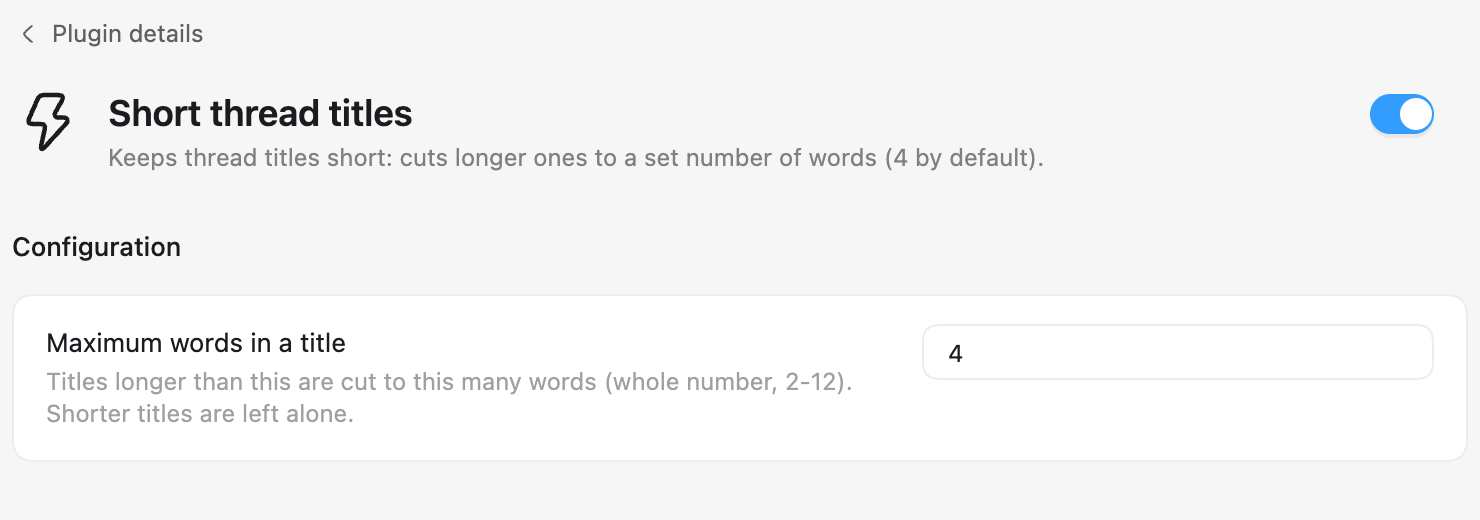 Plugin details
Short thread titles
Keeps thread titles short: cuts longer ones to a set number of words (4 by default).
Configuration
Maximum words in a title
4
Titles longer than this are cut to this many words (whole number, 2-12).
Shorter titles are left alone.